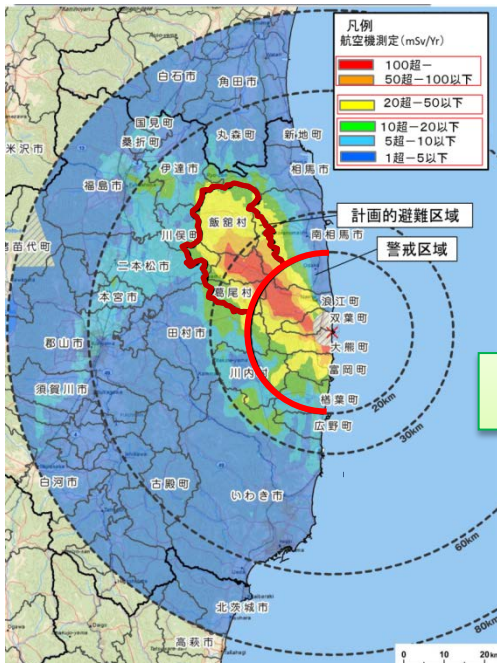 凡例
航空機測定(mSv/Yr)
100超ー
50超ー100以下
20超ー50以下
10超ー20以下
5超ー10以下
1超ー5以下
白石市
角田市
国見町
丸森町
新地町
桑折町
米沢市
伊達市
相馬市
福島市
計画的避難区域
飯舘村
川俣町
南相馬市
猪苗代町
警戒区域
二本松市
葛尾村
浪江町
本宮市
双葉町
田村市
大熊町
郡山市
富岡町
川内村
須賀川市
楢葉町
20km
広野町
30km
白河市
古殿町
いわき市
60km
北茨城市
80km
高萩市
0 10 20km